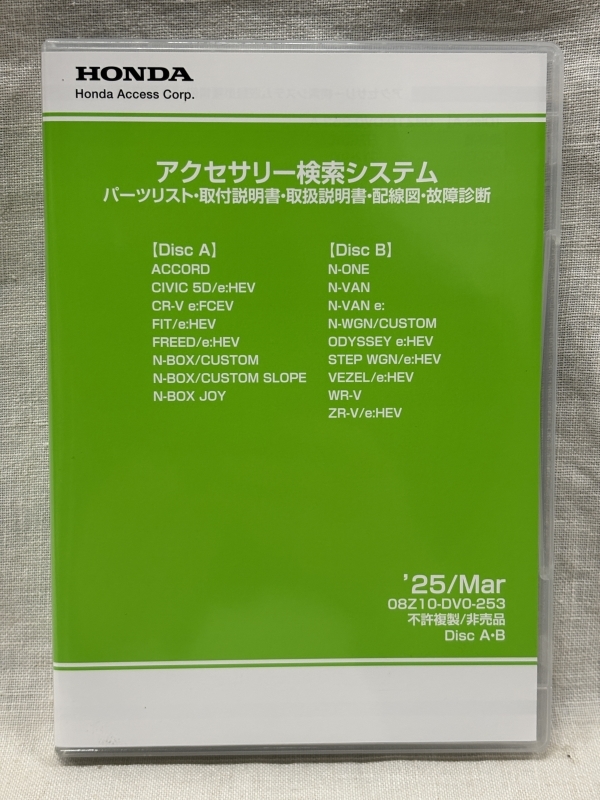 HONDA
Honda Access Corp.
アクセサリー検索システム
パーツリスト・取付説明書・取扱説明書・配線図・故障診断
【Disc A】
ACCORD
CIVIC 5D/e:HEV
CR-V e:FCEV
FIT/e:HEV
FREED/e:HEV
N-BOX/CUSTOM
N-BOX/CUSTOM SLOPE
N-BOX JOY
【Disc B】
N-ONE
N-VAN
N-VAN e:
N-WGN/CUSTOM
ODYSSEY e:HEV
STEP WGN/e:HEV
VEZEL/e:HEV
WR-V
ZR-V/e:HEV
’25/Mar
08Z10-DV0-253
不許複製/非売品
Disc A・B